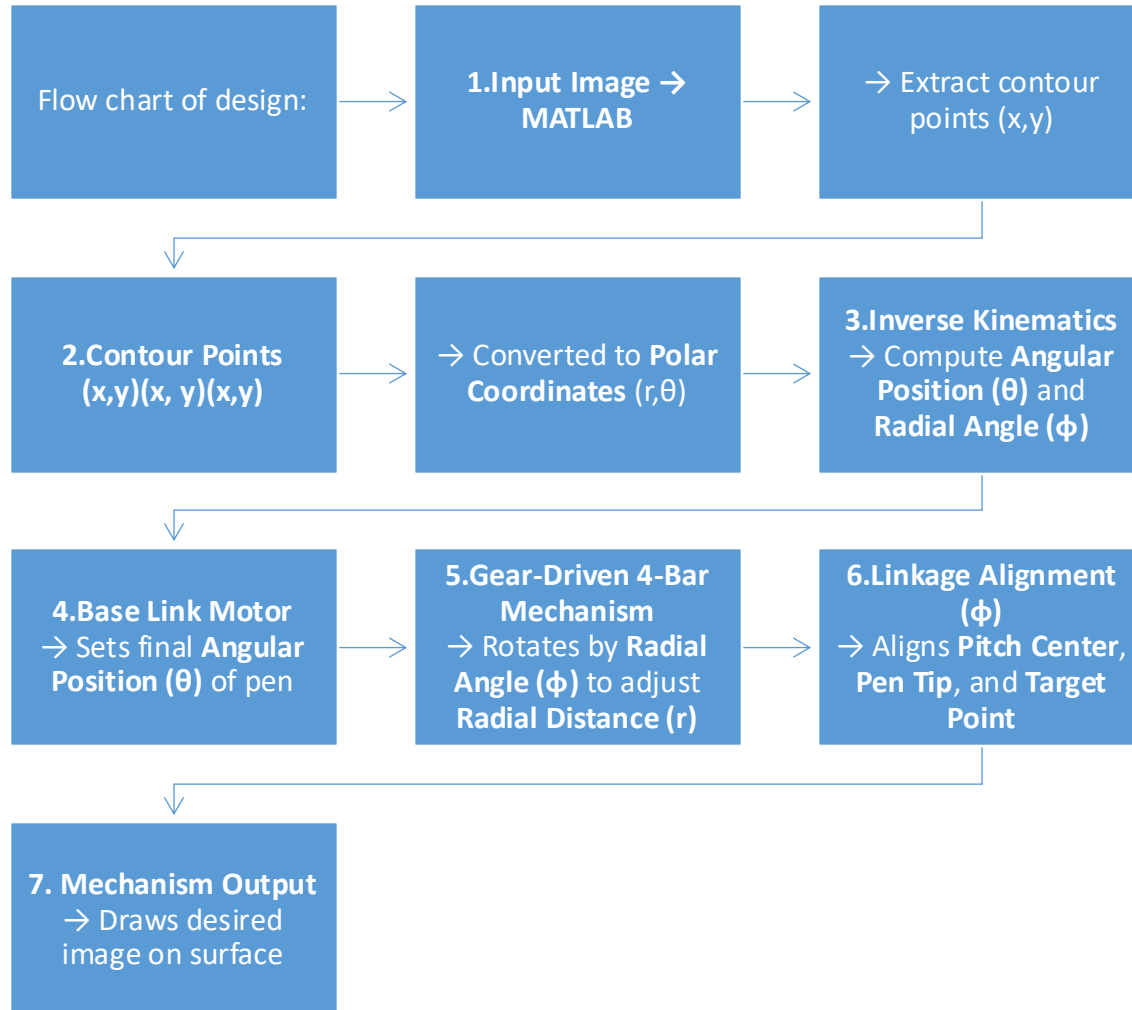 Flow chart of design:
1.Input Image →
MATLAB
→ Extract contour
points (x,y)
2.Contour Points
(x,y)(x, y)(x,y)
→ Converted to Polar
Coordinates (r,θ)
3.Inverse Kinematics
→ Compute Angular
Position (θ) and
Radial Angle (ϕ)
4.Base Link Motor
→ Sets final Angular
Position (θ) of pen
5.Gear-Driven 4-Bar
Mechanism
→ Rotates by Radial
Angle (ϕ) to adjust
Radial Distance (r)
6.Linkage Alignment
(ϕ)
→ Aligns Pitch Center,
Pen Tip, and Target
Point
7. Mechanism Output
→ Draws desired
image on surface